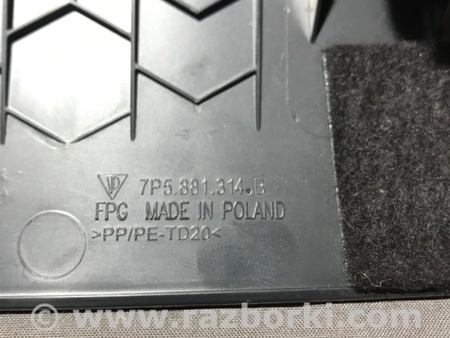 7P5.881.314.B
FPG MADE IN POLAND
>PP/PE-TD20<
© www.razborki.com